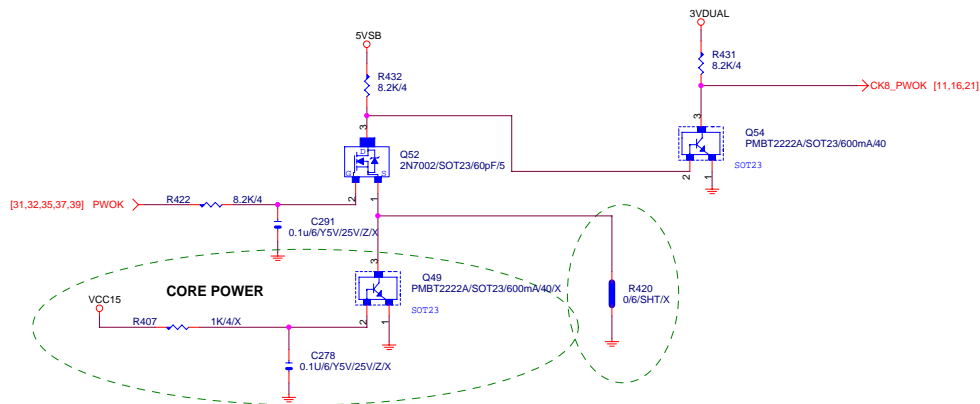 3VDUAL
5VSB
R431
8.2K/4
R432
8.2K/4
CK8_PWOK [11,16,21]
3
3
Q54
PMBT2222A/SOT23/600mA/40
D
Q52
2N7002/SOT23/60pF/5
SOT23
G
S
2
1
2
1
[31,32,35,37,39] PWOK
R422
8.2K/4
C291
0.1u/6/Y5V/25V/Z/X
3
Q49
PMBT2222A/SOT23/600mA/40/X
R420
0/6/SHT/X
VCC15
CORE POWER
SOT23
R407
1K/4/X
2
1
C278
0.1U/6/Y5V/25V/Z/X